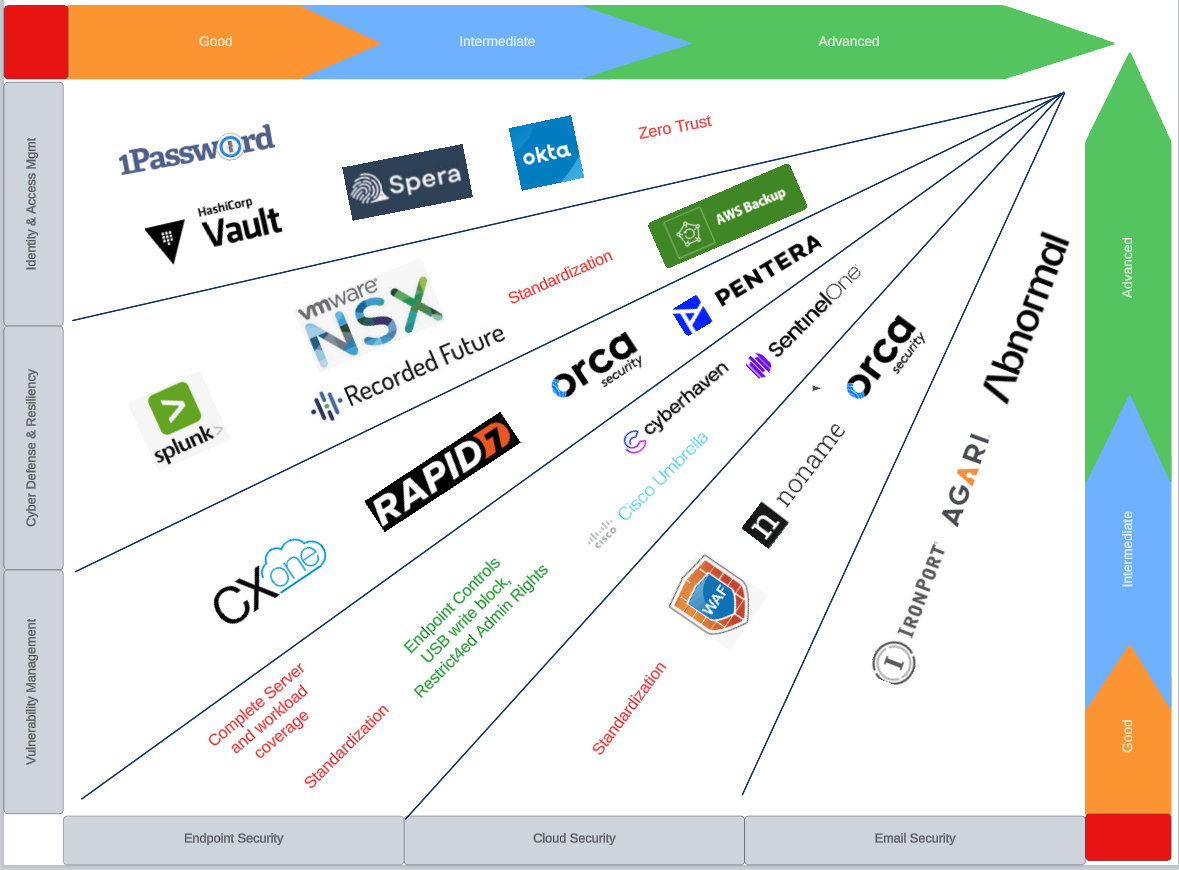 Good
Intermediate
Advanced
Identity & Access Mgmt
1Password
HashiCorp
Vault
Spera
okta
Zero Trust
Cyber Defense & Resiliency
splunk>
vmware
NSX
Recorded Future
Standardization
AWS Backup
Vulnerability Management
CXone
RAPID7
orca
security
PENTERA
Complete Server
and workload
coverage
Standardization
Endpoint Controls
USB write block,
Restrict4ed Admin Rights
cisco
Cisco Umbrella
cyberhaven
SentinelOne
Standardization
WAF
n noname
orca
security
IRONPORT
AGARI
Abnormal
Advanced
Intermediate
Good
Endpoint Security
Cloud Security
Email Security